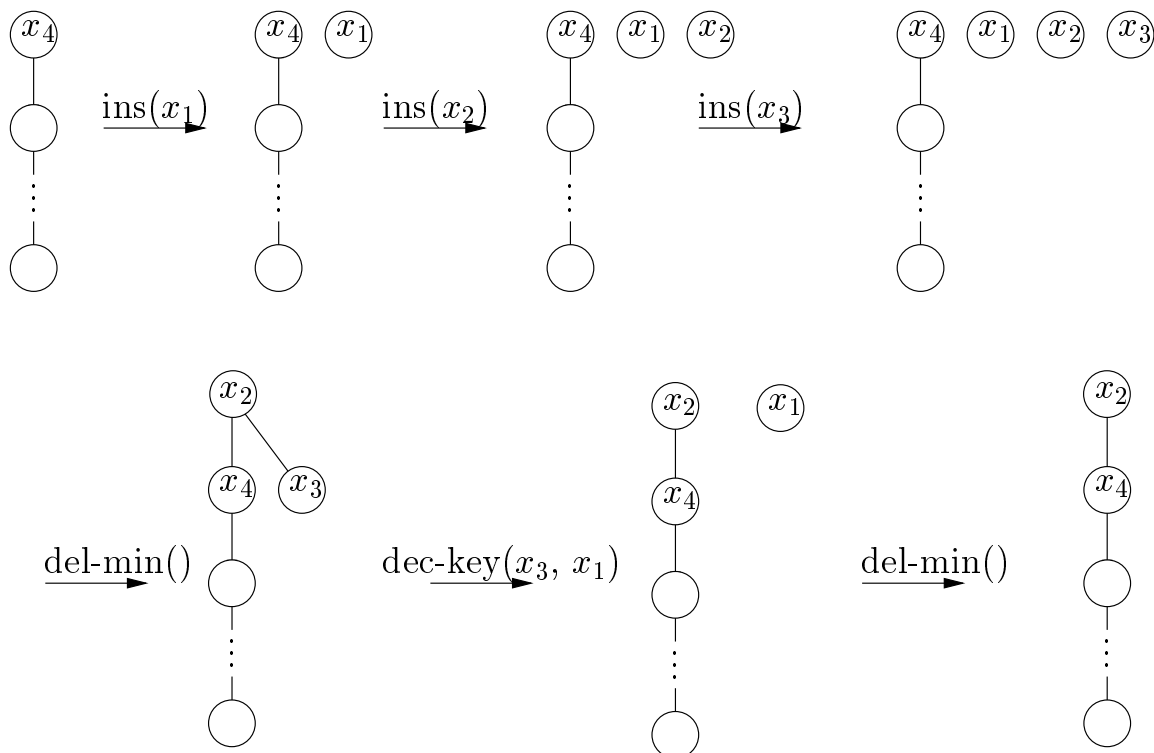 x₄ x₄ x₁ x₄ x₁ x₂ x₄ x₁ x₂ x₃
ins(x₁) ins(x₂) ins(x₃)
x₂ x₂ x₁ x₂
x₄ x₃ x₄ x₄
del-min() dec-key(x₃, x₁) del-min()